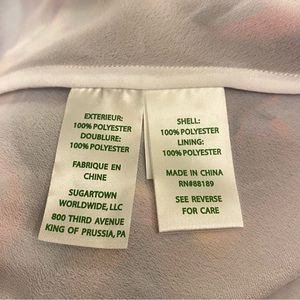 EXTERIEUR:
100% POLYESTER
DOUBLURE:
100% POLYESTER
FABRIQUE EN
CHINE
SUGARTOWN
WORLDWIDE, LLC
800 THIRD AVENUE
KING OF PRUSSIA, PA
SHELL:
100% POLYESTER
LINING:
100% POLYESTER
MADE IN CHINA
RN#88189
SEE REVERSE
FOR CARE